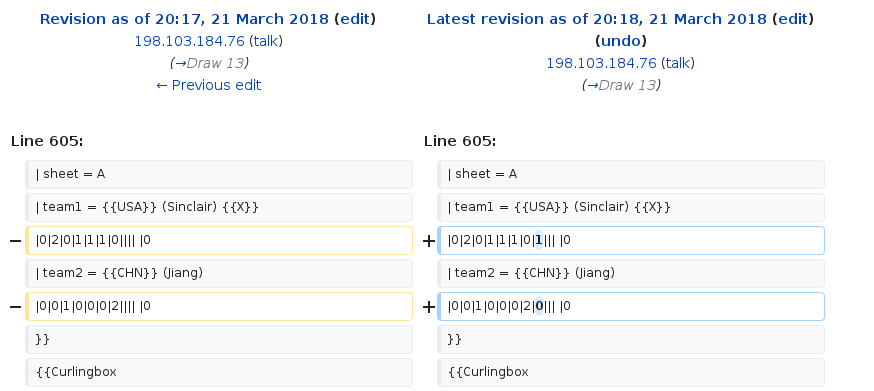 Revision as of 20:17, 21 March 2018 (edit)
198.103.184.76 (talk)
(→Draw 13)
← Previous edit
Latest revision as of 20:18, 21 March 2018 (edit)
(undo)
198.103.184.76 (talk)
(→Draw 13)
Line 605:
Line 605:
| sheet = A
| sheet = A
| team1 = {{USA}} (Sinclair) {{X}}
| team1 = {{USA}} (Sinclair) {{X}}
− |0|2|0|1|1|1|0|||| |0
+ |0|2|0|1|1|1|0|1||| |0
| team2 = {{CHN}} (Jiang)
| team2 = {{CHN}} (Jiang)
− |0|0|1|0|0|0|2|||| |0
+ |0|0|1|0|0|0|2|0||| |0
}}
}}
{{Curlingbox
{{Curlingbox